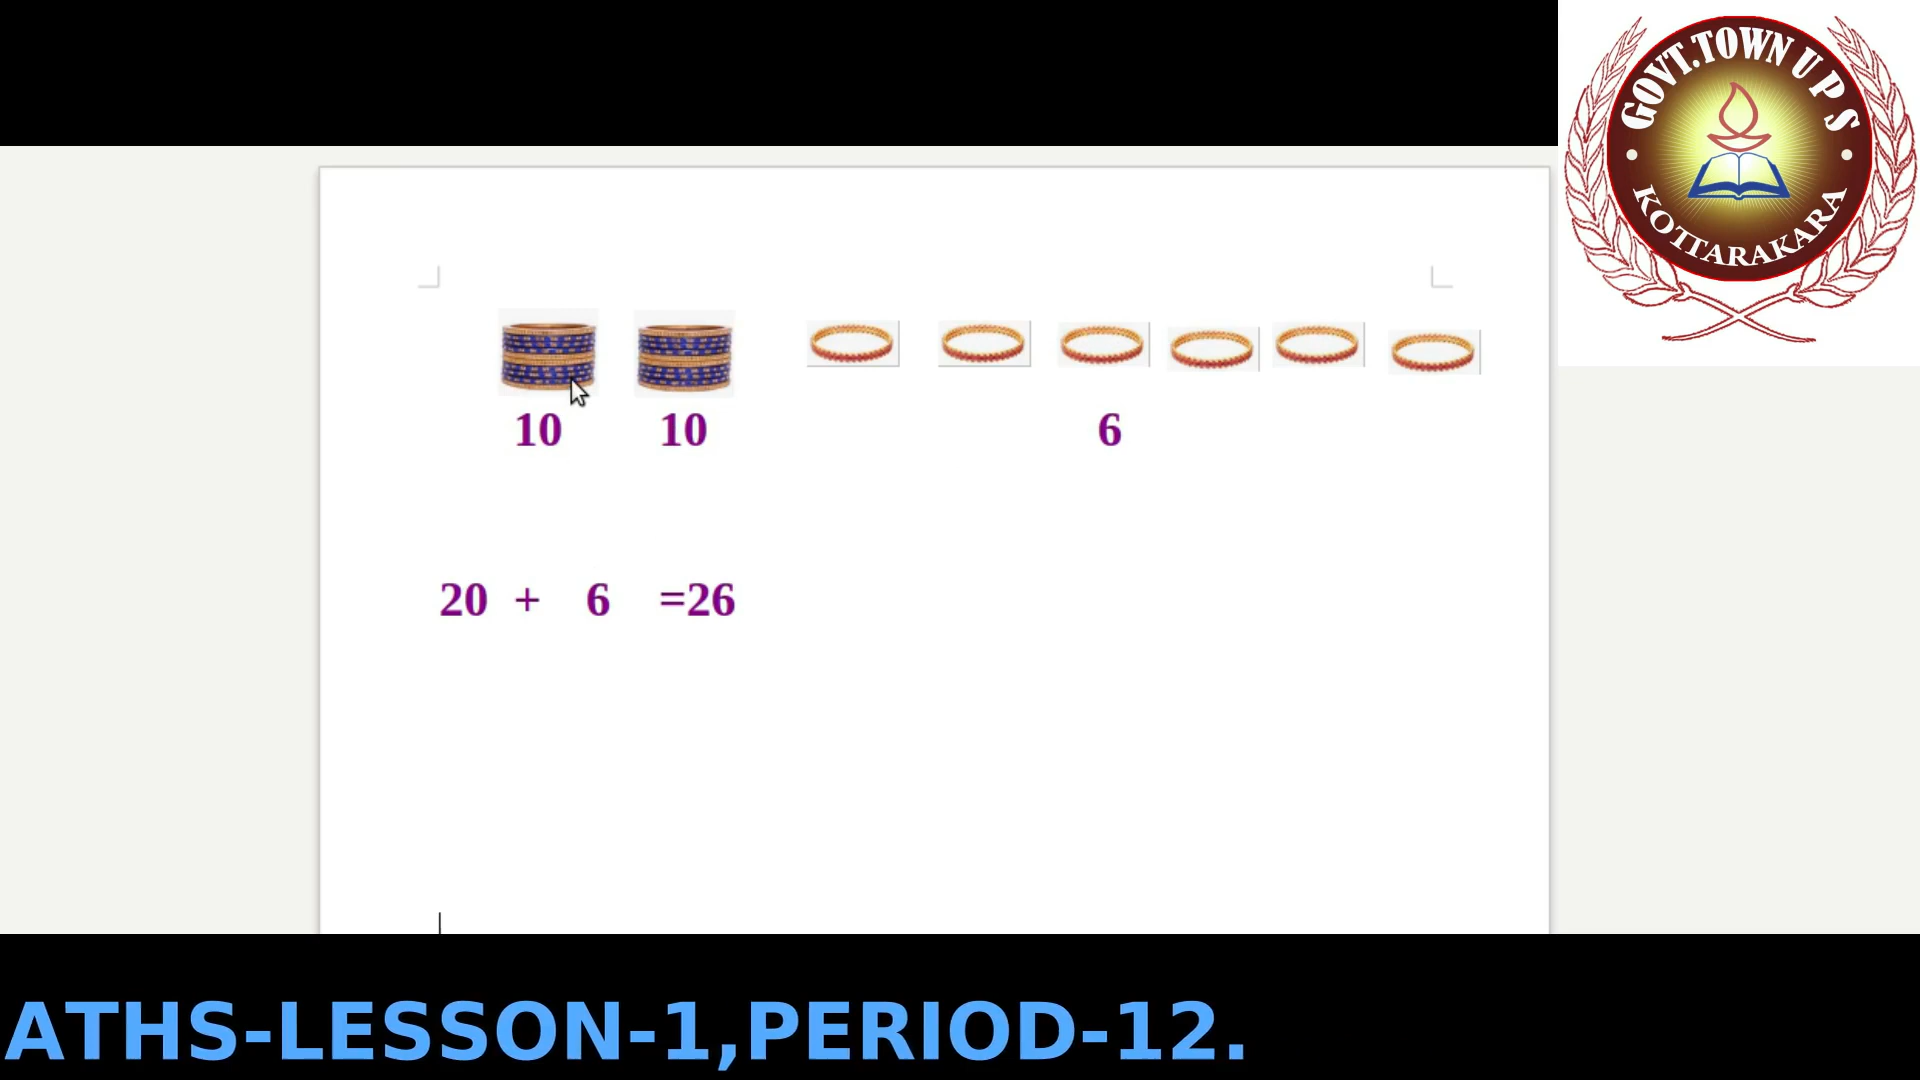 GOVT.TOWN U P S
KOTTARAKARA
10 10 6
20 + 6 =26
ATHS-LESSON-1,PERIOD-12.